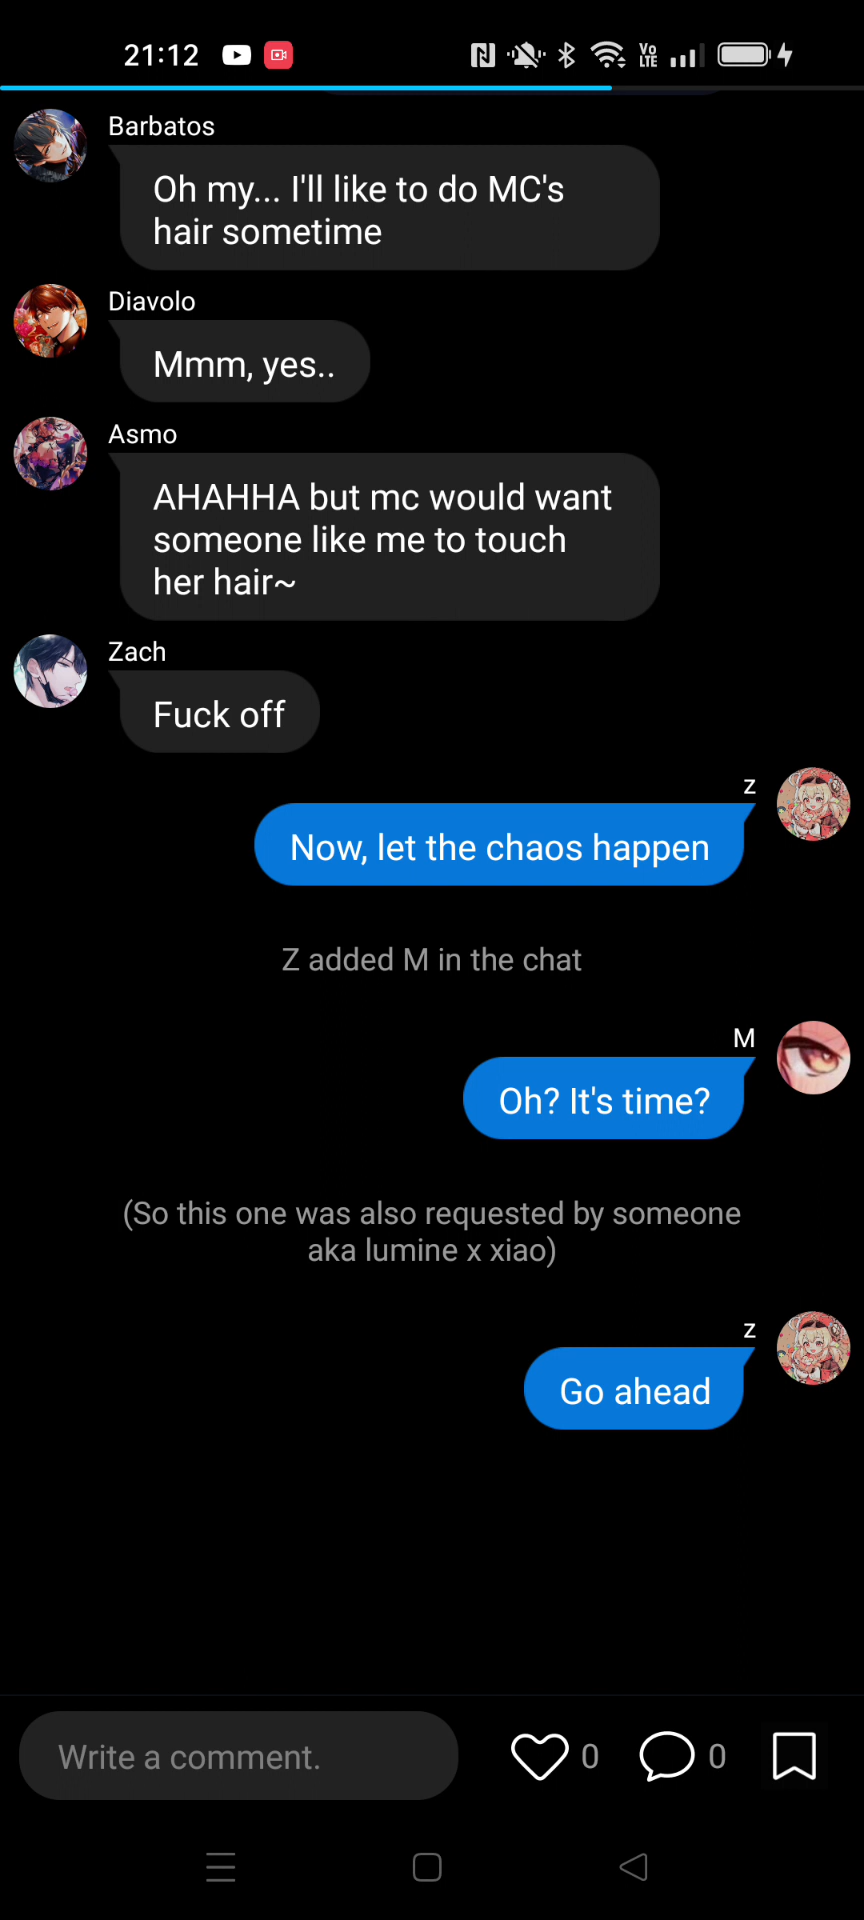 21:12
Vo
LTE
Barbatos
Oh my... I'll like to do MC's
hair sometime
Diavolo
Mmm, yes..
Asmo
AHAHHA but mc would want
someone like me to touch
her hair~
Zach
Fuck off
z
Now, let the chaos happen
Z added M in the chat
M
Oh? It's time?
(So this one was also requested by someone
aka lumine x xiao)
z
Go ahead
Write a comment.
0
0